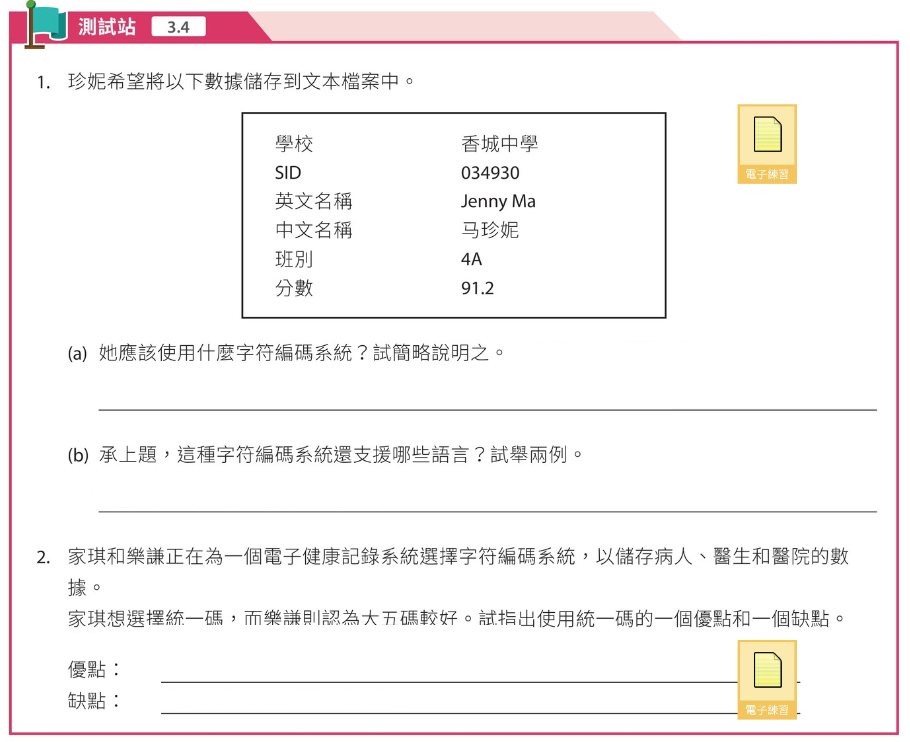 測試站 3.4
1. 珍妮希望將以下數據儲存到文本檔案中。
學校 香城中學
SID 034930
英文名稱 Jenny Ma
中文名稱 马珍妮
班別 4A
分數 91.2
電子練習
(a) 她應該使用什麼字符編碼系統？試簡略說明之。
(b) 承上題，這種字符編碼系統還支援哪些語言？試舉兩例。
2. 家琪和樂謙正在為一個電子健康記錄系統選擇字符編碼系統，以儲存病人、醫生和醫院的數
據。
家琪想選擇統一碼，而樂謙則認為大五碼較好。試指出使用統一碼的一個優點和一個缺點。
優點：
缺點：
電子練習